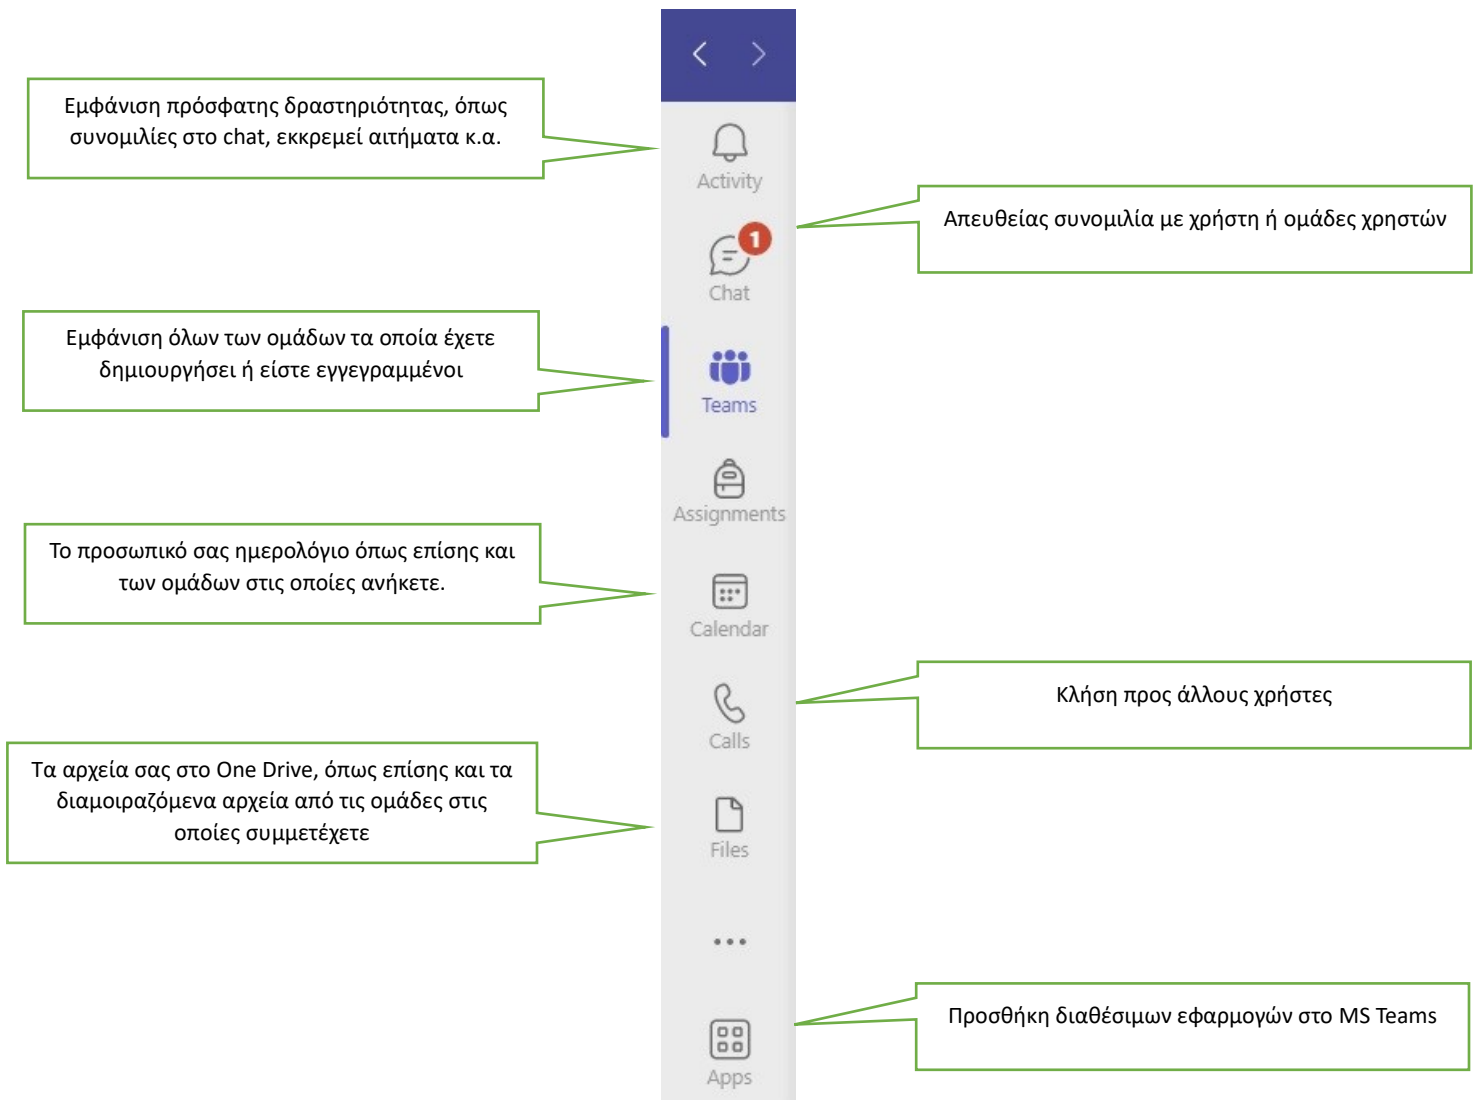 Εμφάνιση πρόσφατης δραστηριότητας, όπως
συνομιλίες στο chat, εκκρεμεί αιτήματα κ.α.
Activity
Απευθείας συνομιλία με χρήστη ή ομάδες χρηστών
1
Chat
Εμφάνιση όλων των ομάδων τα οποία έχετε
δημιουργήσει ή είστε εγγεγραμμένοι
Teams
Assignments
Το προσωπικό σας ημερολόγιο όπως επίσης και
των ομάδων στις οποίες ανήκετε.
Calendar
Κλήση προς άλλους χρήστες
Calls
Τα αρχεία σας στο One Drive, όπως επίσης και τα
διαμοιραζόμενα αρχεία από τις ομάδες στις
οποίες συμμετέχετε
Files
Προσθήκη διαθέσιμων εφαρμογών στο MS Teams
Apps